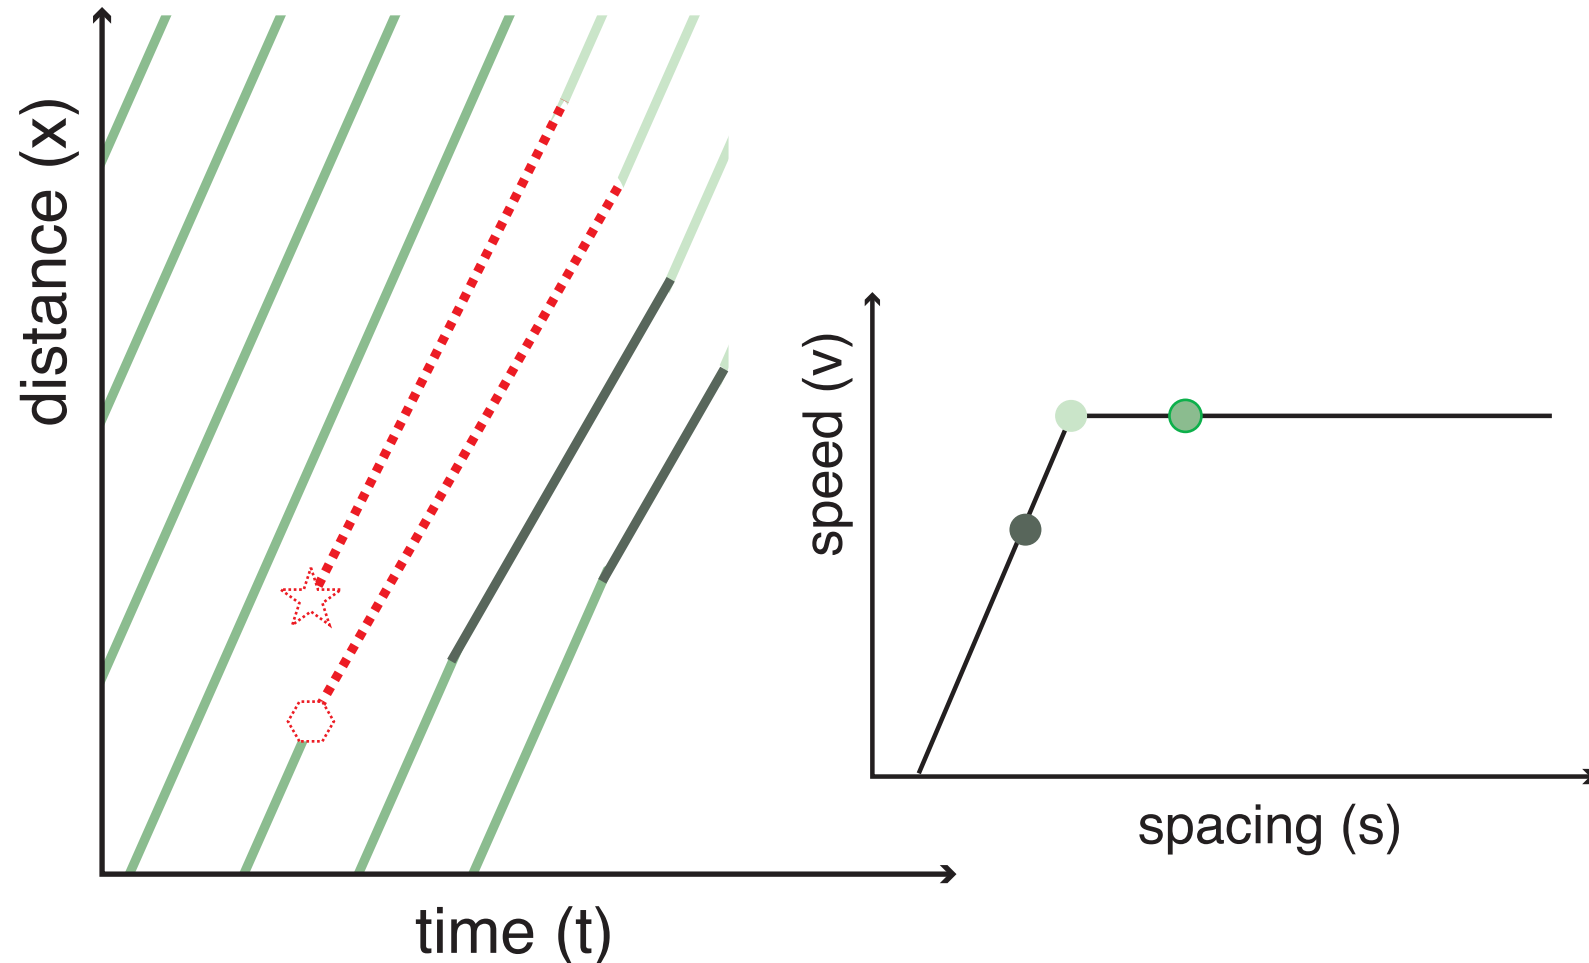 distance (x)
time (t)
speed (v)
spacing (s)